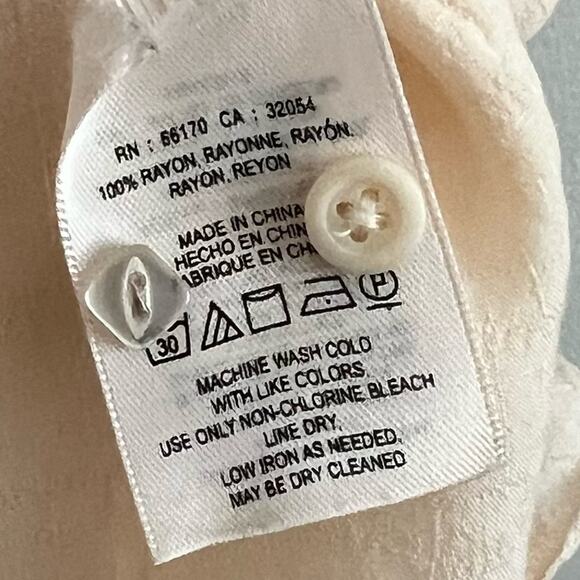 RN : 66170 CA : 32054
100% RAYON, RAYONNE, RAYÓN,
RAYON, REYON
MADE IN CHINA
HECHO EN CHIN
ABRIQUE EN CH
30
P
MACHINE WASH COLD
WITH LIKE COLORS,
USE ONLY NON-CHLORINE BLEACH
LINE DRY,
LOW IRON AS NEEDED,
MAY BE DRY CLEANED